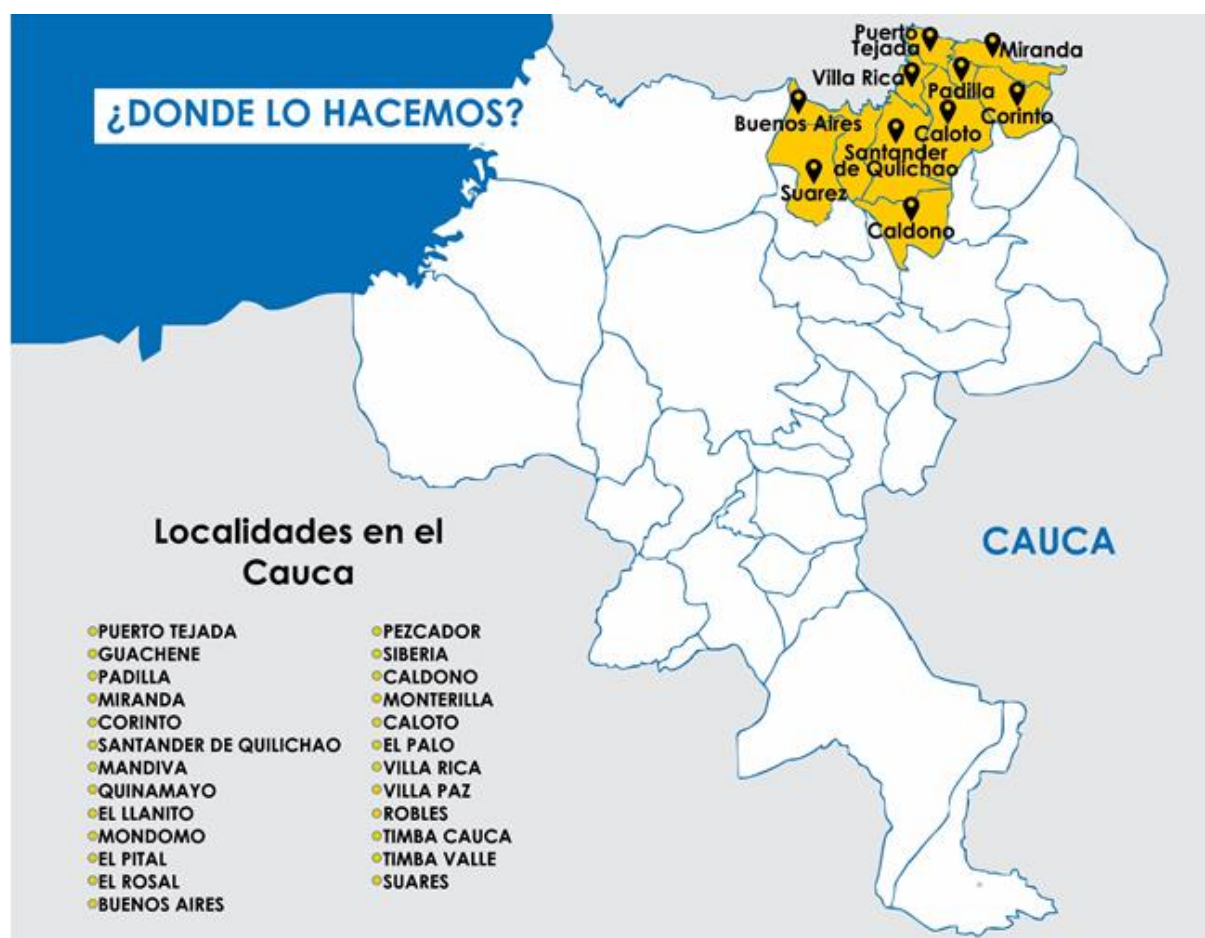 ¿DONDE LO HACEMOS?
Puerto
Tejada
Miranda
Villa Rica
Padilla
Corinto
Buenos Aires
Caloto
Santander
de Qulichao
Suarez
Caldono
CAUCA
Localidades en el
Cauca
PUERTO TEJADA
GUACHENE
PADILLA
MIRANDA
CORINTO
SANTANDER DE QUILICHAO
MANDIVA
QUINAMAYO
EL LLANITO
MONDOMO
EL PITAL
EL ROSAL
BUENOS AIRES
PEZCADOR
SIBERIA
CALDONO
MONTERILLA
CALOTO
EL PALO
VILLA RICA
VILLA PAZ
ROBLES
TIMBA CAUCA
TIMBA VALLE
SUARES